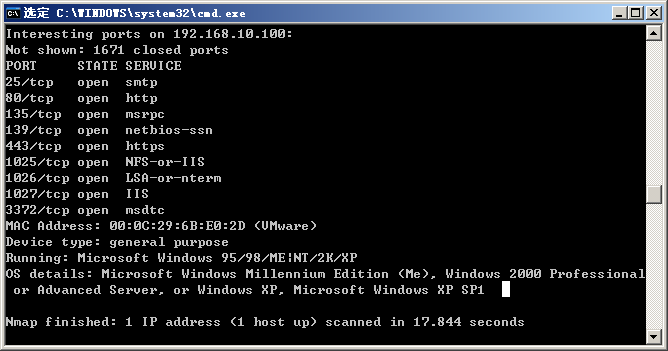 选定 C:\WINDOWS\system32\cmd.exe
Interesting ports on 192.168.10.100:
Not shown: 1671 closed ports
PORT     STATE SERVICE
25/tcp   open  smtp
80/tcp   open  http
135/tcp  open  msrpc
139/tcp  open  netbios-ssn
443/tcp  open  https
1025/tcp open  NFS-or-IIS
1026/tcp open  LSA-or-nterm
1027/tcp open  IIS
3372/tcp open  msdtc
MAC Address: 00:0C:29:6B:E0:2D (VMware)
Device type: general purpose
Running: Microsoft Windows 95/98/ME|NT/2K/XP
OS details: Microsoft Windows Millennium Edition (Me), Windows 2000 Professional
 or Advanced Server, or Windows XP, Microsoft Windows XP SP1
Nmap finished: 1 IP address (1 host up) scanned in 17.844 seconds